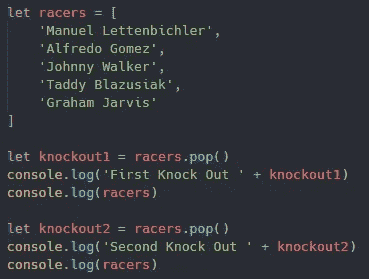 let racers = [
    'Manuel Lettenbichler',
    'Alfredo Gomez',
    'Johnny Walker',
    'Taddy Blazusiak',
    'Graham Jarvis'
]
let knockout1 = racers.pop()
console.log('First Knock Out ' + knockout1)
console.log(racers)
let knockout2 = racers.pop()
console.log('Second Knock Out ' + knockout2)
console.log(racers)